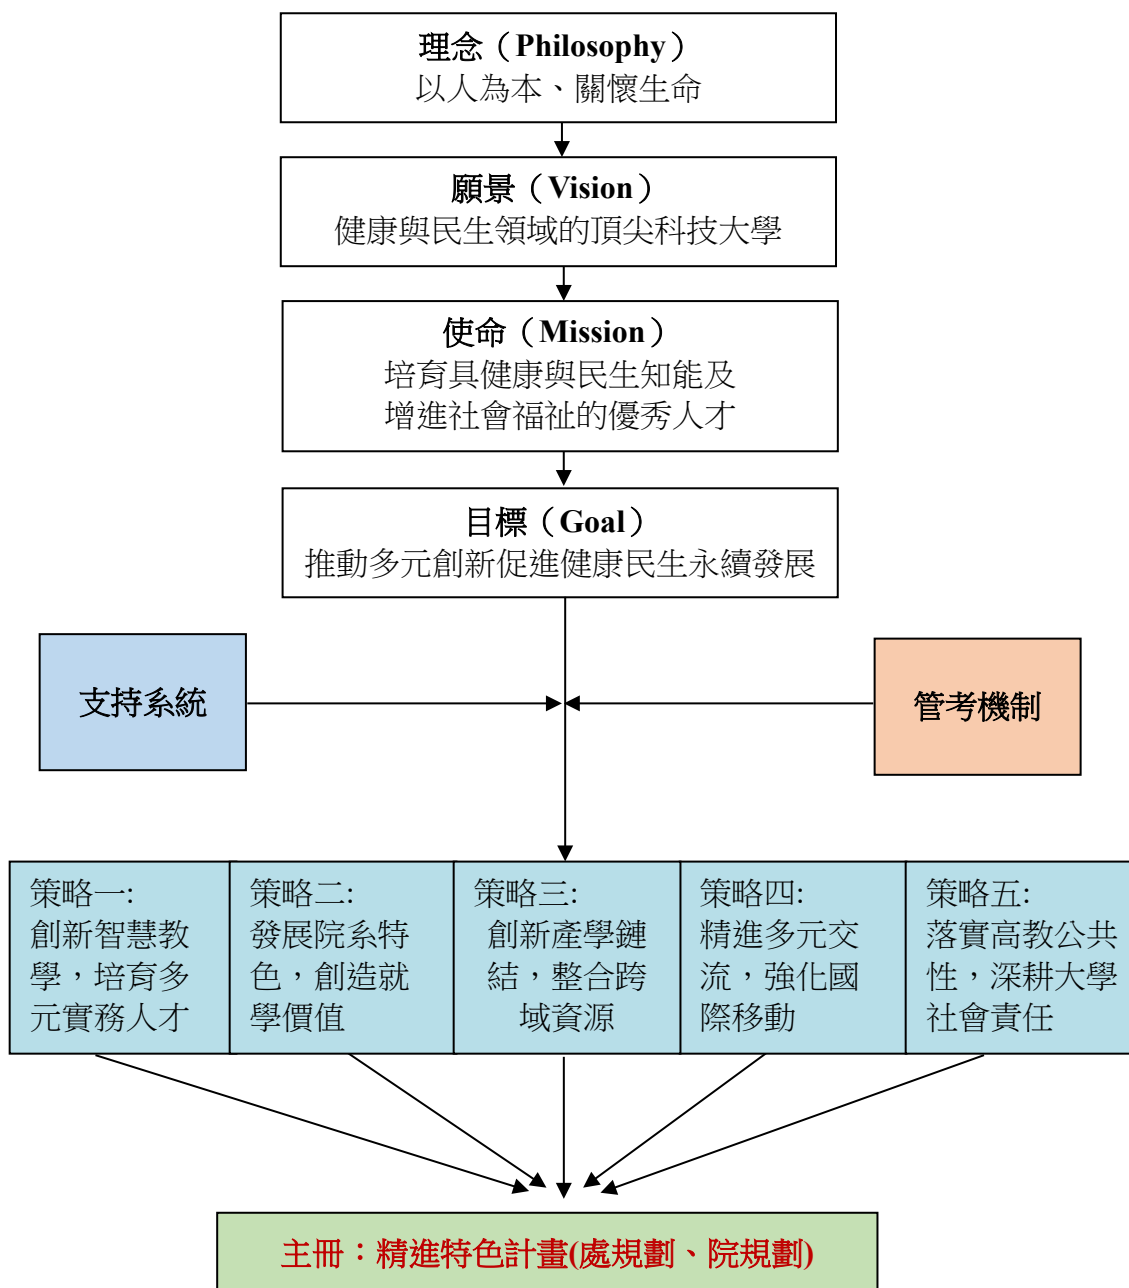 理念（Philosophy）
以人為本、關懷生命
願景（Vision）
健康與民生領域的頂尖科技大學
使命（Mission）
培育具健康與民生知能及
增進社會福祉的優秀人才
目標（Goal）
推動多元創新促進健康民生永續發展
支持系統
管考機制
策略一:
創新智慧教
學，培育多
元實務人才
策略二:
發展院系特
色，創造就
學價值
策略三:
創新產學鏈
結，整合跨
域資源
策略四:
精進多元交
流，強化國
際移動
策略五:
落實高教公共
性，深耕大學
社會責任
主冊：精進特色計畫(處規劃、院規劃)